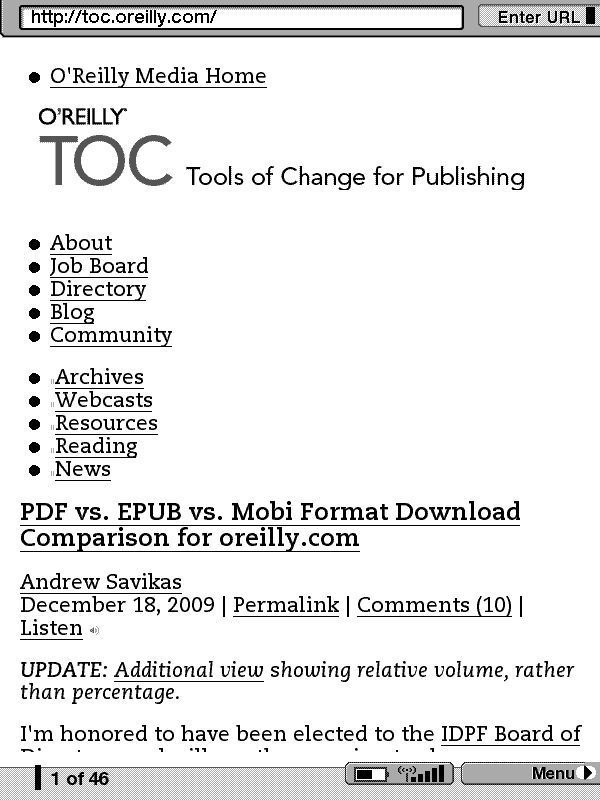 http://toc.oreilly.com/
Enter URL
O'Reilly Media Home
O'REILLY
TOC Tools of Change for Publishing
About
Job Board
Directory
Blog
Community
Archives
Webcasts
Resources
Reading
News
PDF vs. EPUB vs. Mobi Format Download
Comparison for oreilly.com
Andrew Savikas
December 18, 2009 | Permalink | Comments (10) |
Listen
UPDATE: Additional view showing relative volume, rather
than percentage.
I'm honored to have been elected to the IDPF Board of
1 of 46
Menu